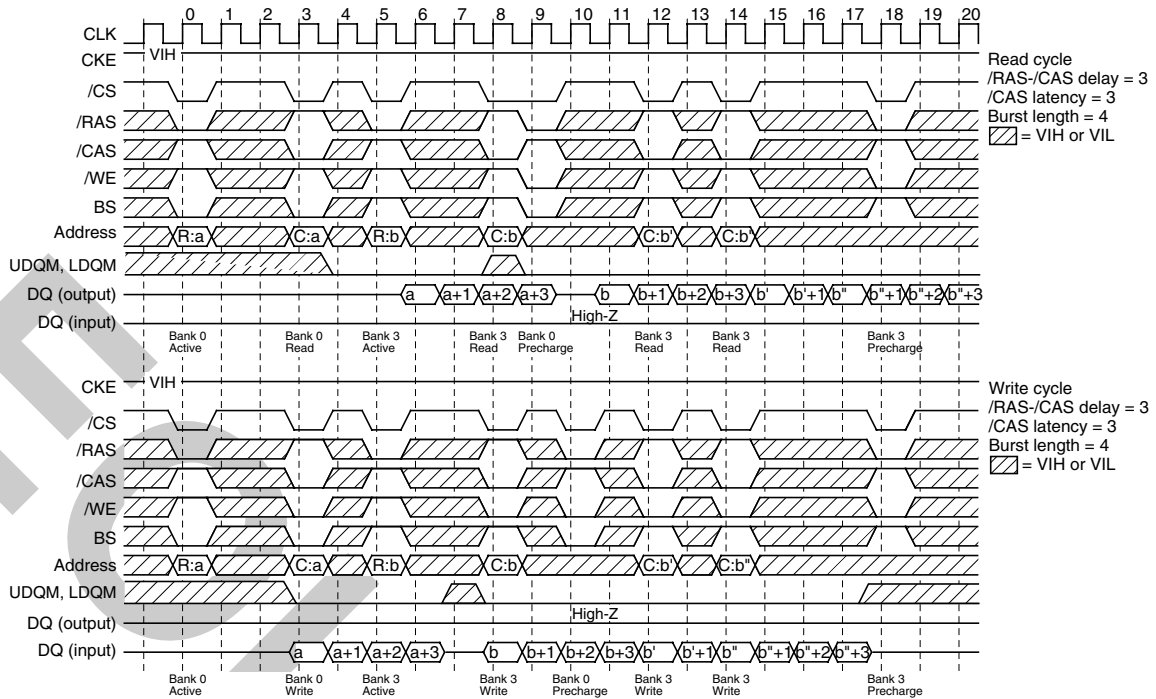 0 1 2 3 4 5 6 7 8 9 10 11 12 13 14 15 16 17 18 19 20
CLK
CKE VIH
/CS
/RAS
/CAS
/WE
BS
Address R:a C:a R:b C:b C:b' C:b"
UDQM, LDQM
DQ (output) a a+1 a+2 a+3 b b+1 b+2 b+3 b' b'+1 b" b"+1 b"+2 b"+3
DQ (input) High-Z
Bank 0 Active
Bank 0 Read
Bank 3 Active
Bank 3 Read
Bank 0 Precharge
Bank 3 Read
Bank 3 Read
Bank 3 Precharge
Read cycle
/RAS-/CAS delay = 3
/CAS latency = 3
Burst length = 4
= VIH or VIL
CKE VIH
/CS
/RAS
/CAS
/WE
BS
Address R:a C:a R:b C:b C:b' C:b"
UDQM, LDQM
DQ (output) High-Z
DQ (input) a a+1 a+2 a+3 b b+1 b+2 b+3 b' b'+1 b" b"+1 b"+2 b"+3
Bank 0 Active
Bank 0 Write
Bank 3 Active
Bank 3 Write
Bank 0 Precharge
Bank 3 Write
Bank 3 Write
Bank 3 Precharge
Write cycle
/RAS-/CAS delay = 3
/CAS latency = 3
Burst length = 4
= VIH or VIL